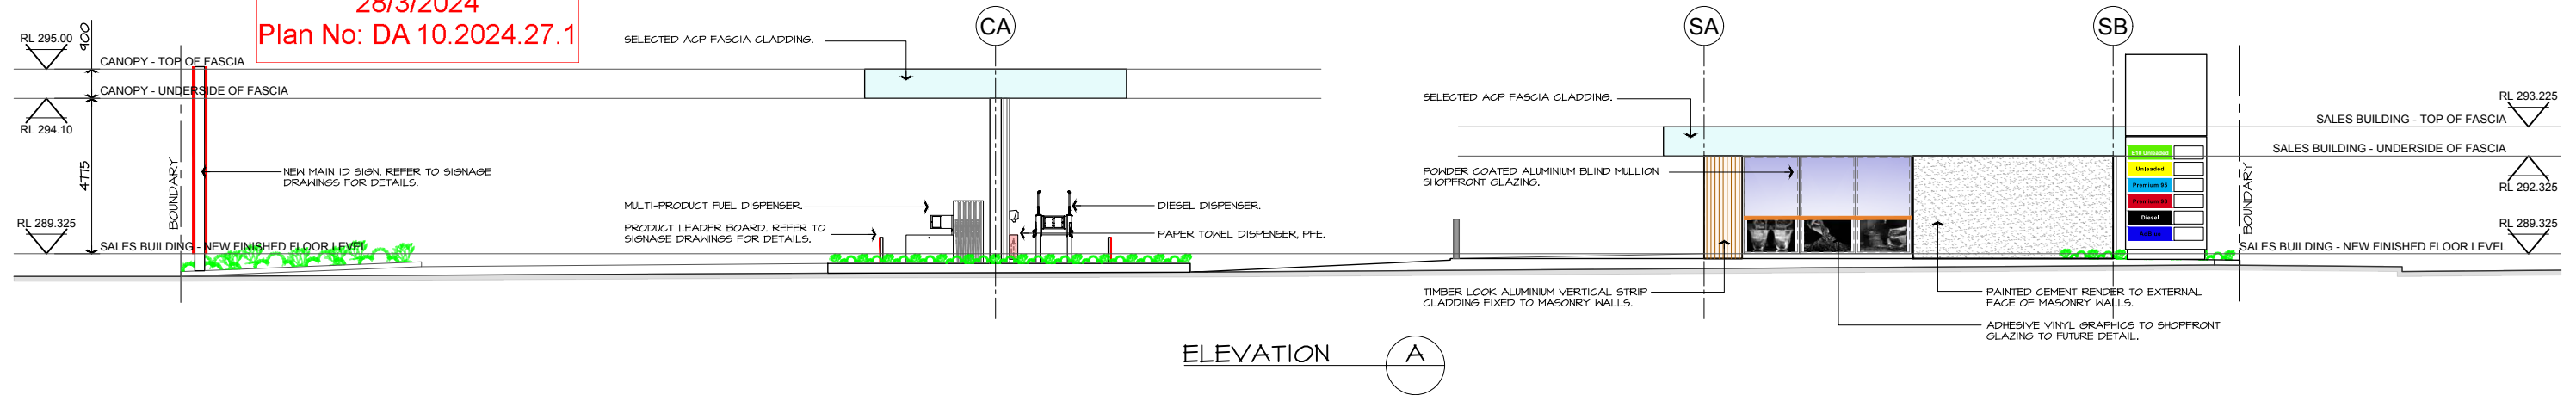 28/3/2024
Plan No: DA 10.2024.27.1
RL 295.00
900
CANOPY - TOP OF FASCIA
CANOPY - UNDERSIDE OF FASCIA
RL 294.10
4775
BOUNDARY
NEW MAIN ID SIGN. REFER TO SIGNAGE
DRAWINGS FOR DETAILS.
RL 289.325
SALES BUILDING - NEW FINISHED FLOOR LEVEL
SELECTED ACP FASCIA CLADDING.
CA
MULTI-PRODUCT FUEL DISPENSER.
PRODUCT LEADER BOARD. REFER TO
SIGNAGE DRAWINGS FOR DETAILS.
DIESEL DISPENSER.
PAPER TOWEL DISPENSER, PFE.
SA
SB
SELECTED ACP FASCIA CLADDING.
POWDER COATED ALUMINIUM BLIND MULLION
SHOPFRONT GLAZING.
TIMBER LOOK ALUMINIUM VERTICAL STRIP
CLADDING FIXED TO MASONRY WALLS.
PAINTED CEMENT RENDER TO EXTERNAL
FACE OF MASONRY WALLS.
ADHESIVE VINYL GRAPHICS TO SHOPFRONT
GLAZING TO FUTURE DETAIL.
E10 Unleaded
Unleaded
Premium 95
Premium 98
Diesel
BOUNDARY
RL 293.225
SALES BUILDING - TOP OF FASCIA
SALES BUILDING - UNDERSIDE OF FASCIA
RL 292.325
RL 289.325
SALES BUILDING - NEW FINISHED FLOOR LEVEL
ELEVATION A